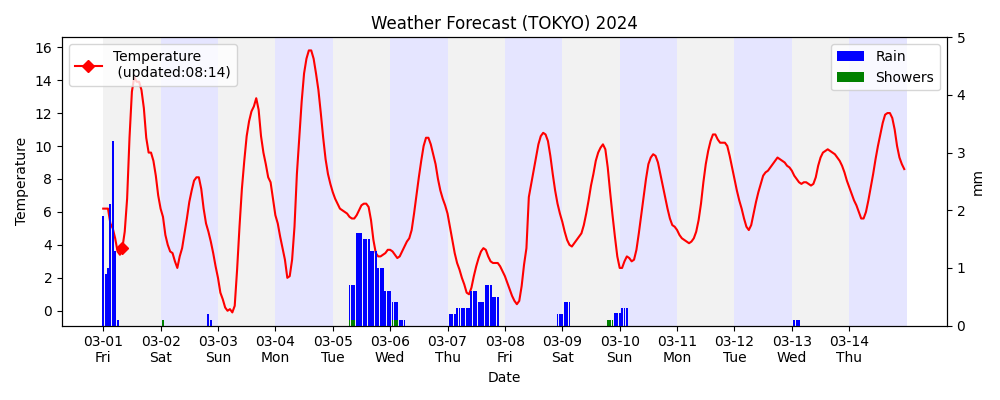 Weather Forecast (TOKYO) 2024
Temperature
(updated:08:14)
Rain
Showers
Temperature
16
14
12
10
8
6
4
2
0
5
4
3
2
1
0
mm
03-01 03-02 03-03 03-04 03-05 03-06 03-07 03-08 03-09 03-10 03-11 03-12 03-13 03-14
Fri Sat Sun Mon Tue Wed Thu Fri Sat Sun Mon Tue Wed Thu
Date